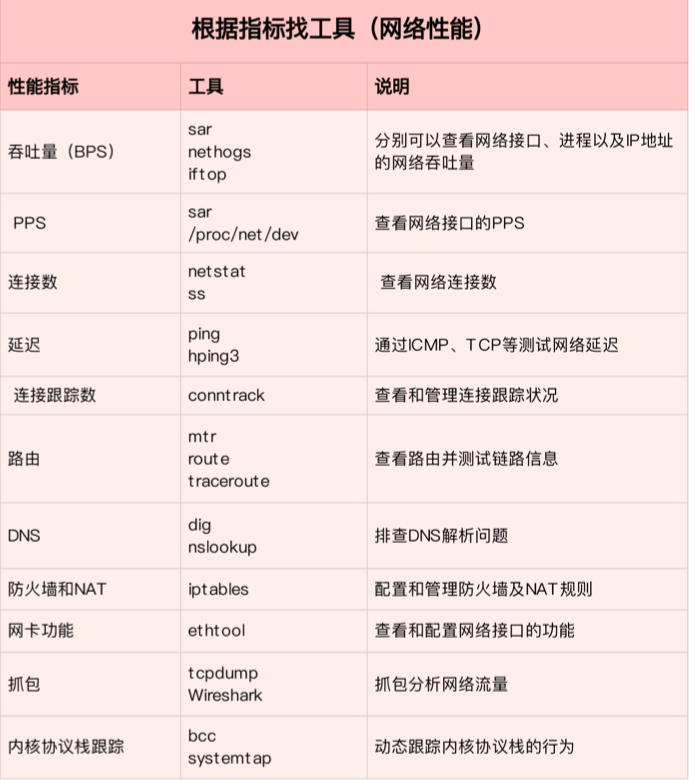 根据指标找工具（网络性能）
性能指标
工具
说明
吞吐量（BPS）
sar
nethogs
iftop
分别可以查看网络接口、进程以及IP地址
的网络吞吐量
PPS
sar
/proc/net/dev
查看网络接口的PPS
连接数
netstat
ss
查看网络连接数
延迟
ping
hping3
通过ICMP、TCP等测试网络延迟
连接跟踪数
conntrack
查看和管理连接跟踪状况
路由
mtr
route
traceroute
查看路由并测试链路信息
DNS
dig
nslookup
排查DNS解析问题
防火墙和NAT
iptables
配置和管理防火墙及NAT规则
网卡功能
ethtool
查看和配置网络接口的功能
抓包
tcpdump
Wireshark
抓包分析网络流量
内核协议栈跟踪
bcc
systemtap
动态跟踪内核协议栈的行为